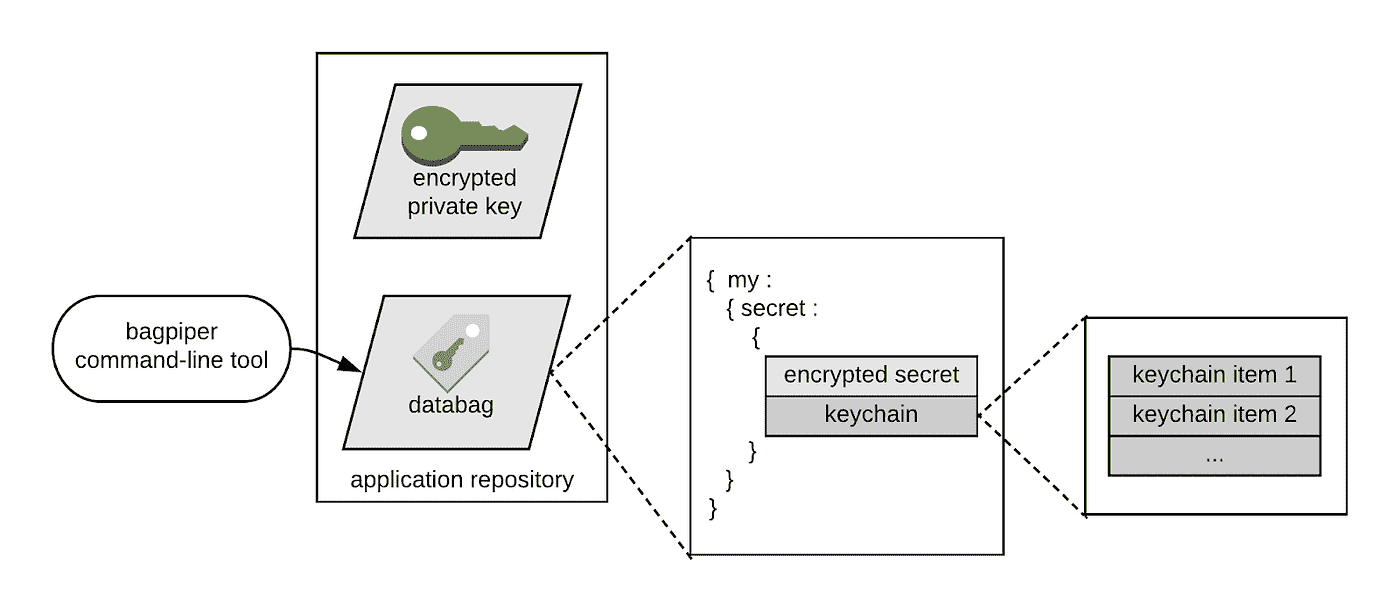 encrypted
private key
bagpiper
command-line tool
databag
application repository
{ my :
{ secret :
{
encrypted secret
keychain
}
}
}
keychain item 1
keychain item 2
...